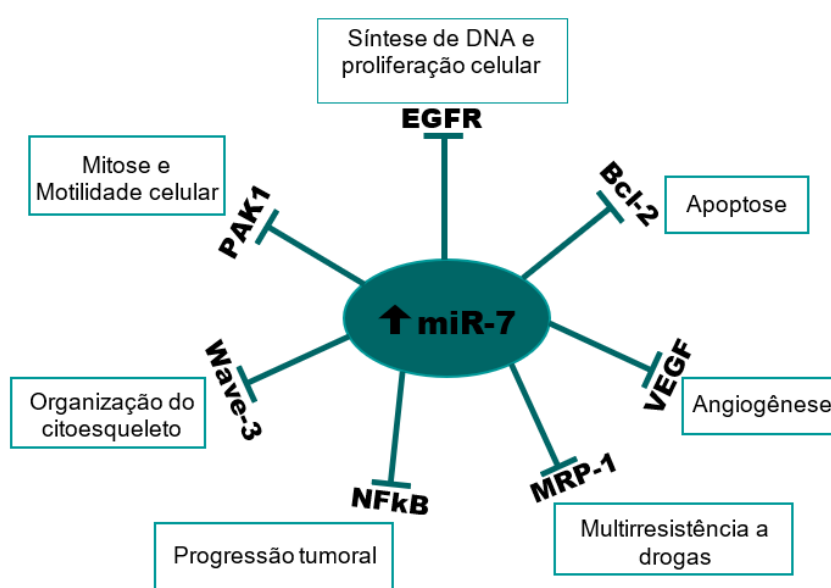 Síntese de DNA e
proliferação celular
EGFR
Mitose e
Motilidade celular
PAK1
Bcl-2
Apoptose
miR-7
Wave-3
Organização do
citoesqueleto
VEGF
Angiogênese
NFkB
Progressão tumoral
MRP-1
Multirresistência a
drogas